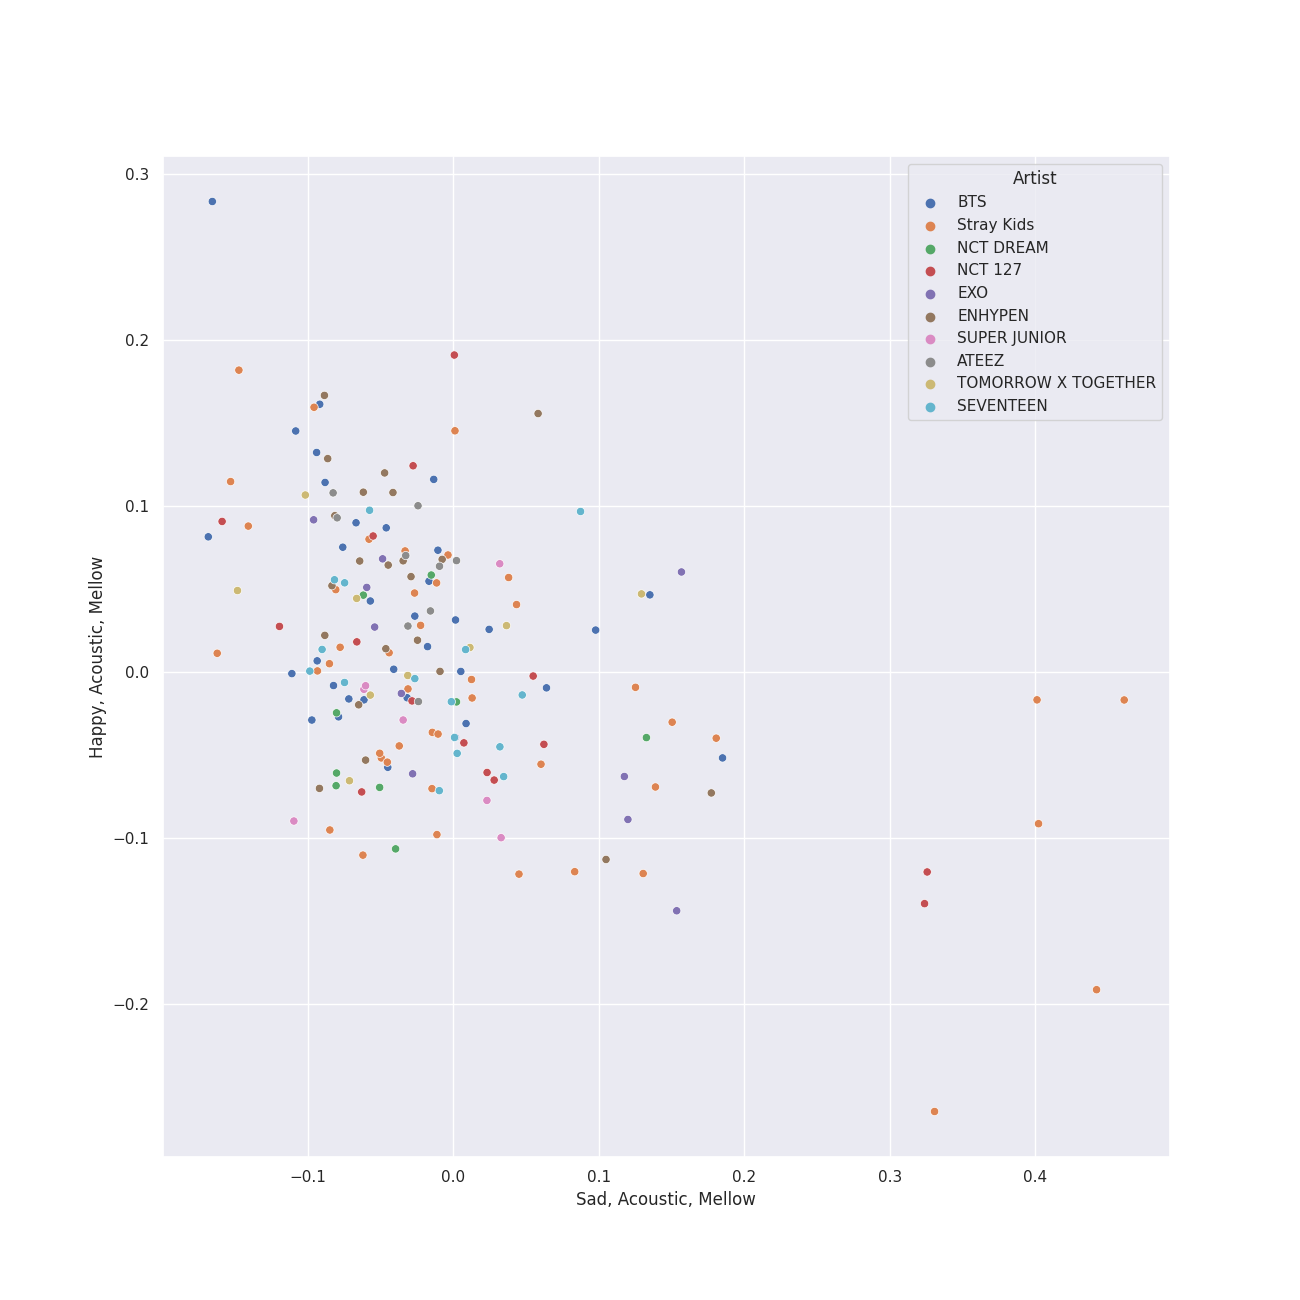 Artist
BTS
Stray Kids
NCT DREAM
NCT 127
EXO
ENHYPEN
SUPER JUNIOR
ATEEZ
TOMORROW X TOGETHER
SEVENTEEN
0.3
0.2
0.1
0.0
−0.1
−0.2
Happy, Acoustic, Mellow
−0.1 0.0 0.1 0.2 0.3 0.4
Sad, Acoustic, Mellow